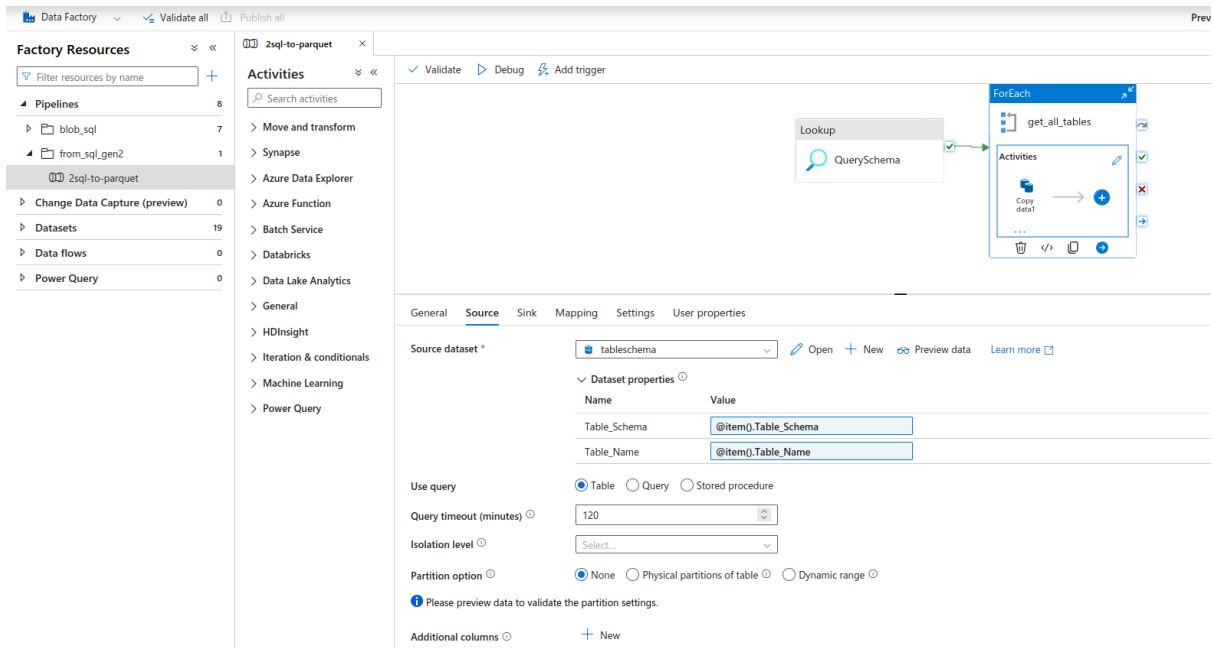 Data Factory
Validate all
Publish all
Prev
Factory Resources
Filter resources by name
Pipelines 8
blob_sql 7
from_sql_gen2 1
2sql-to-parquet
Change Data Capture (preview) 0
Datasets 19
Data flows 0
Power Query 0
2sql-to-parquet
Activities
Search activities
Move and transform
Synapse
Azure Data Explorer
Azure Function
Batch Service
Databricks
Data Lake Analytics
General
HDInsight
Iteration & conditionals
Machine Learning
Power Query
Validate Debug Add trigger
Lookup
QuerySchema
ForEach
get_all_tables
Activities
Copy
data1
...
General Source Sink Mapping Settings User properties
Source dataset *
tableschema
Open New Preview data Learn more
Dataset properties
Name Value
Table_Schema @item().Table_Schema
Table_Name @item().Table_Name
Use query Table Query Stored procedure
Query timeout (minutes) 120
Isolation level Select...
Partition option None Physical partitions of table Dynamic range
Please preview data to validate the partition settings.
Additional columns New